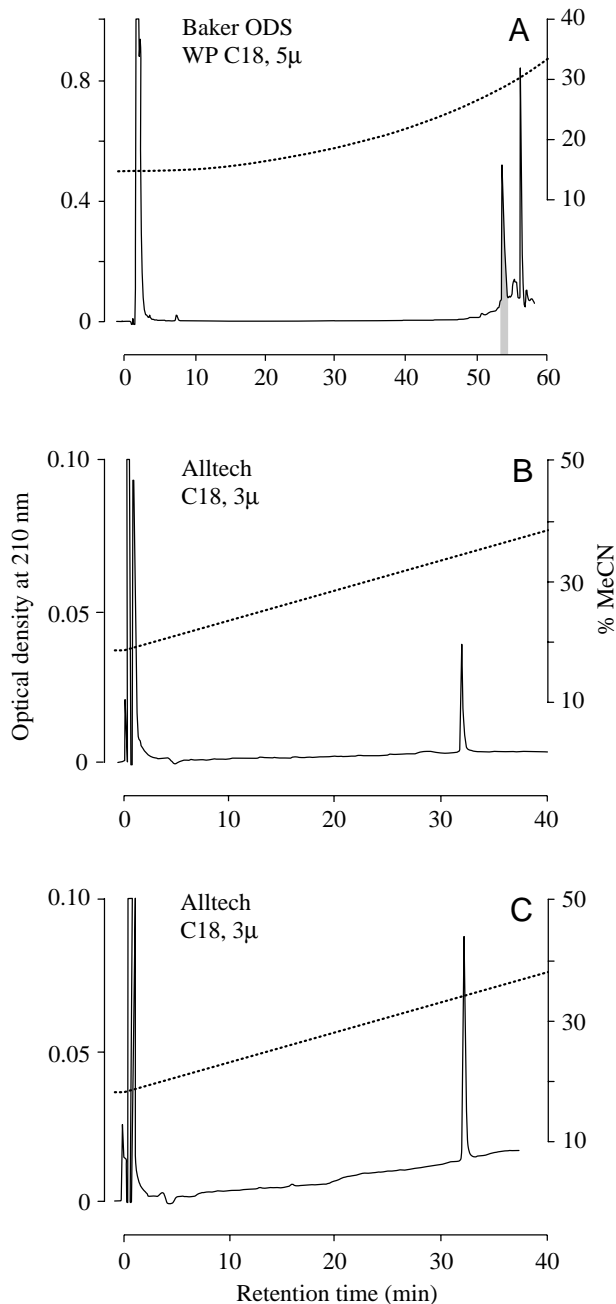 Baker ODS
WP C18, 5μ
A
0.8
0.4
0
40
30
20
10
0 10 20 30 40 50 60
Alltech
C18, 3μ
B
0.10
0.05
0
50
30
10
0 10 20 30 40
Optical density at 210 nm
% MeCN
Alltech
C18, 3μ
C
0.10
0.05
0
50
30
10
0 10 20 30 40
Retention time (min)